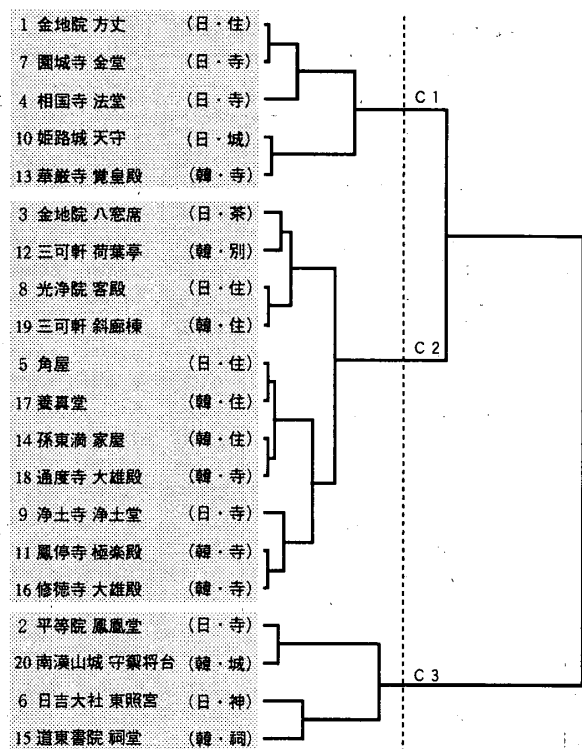 1 金地院 方丈 (日・住)
7 園城寺 金堂 (日・寺)
4 相国寺 法堂 (日・寺)
10 姫路城 天守 (日・城)
13 華厳寺 覚皇殿 (韓・寺)
3 金地院 八窓席 (日・茶)
12 三可軒 荷葉亭 (韓・別)
8 光浄院 客殿 (日・住)
19 三可軒 斜廊棟 (韓・住)
5 角屋 (日・住)
17 養真堂 (韓・住)
14 孫東満 家屋 (韓・住)
18 通度寺 大雄殿 (韓・寺)
9 浄土寺 浄土堂 (日・寺)
11 鳳停寺 極楽殿 (韓・寺)
16 修徳寺 大雄殿 (韓・寺)
2 平等院 鳳凰堂 (日・寺)
20 南漢山城 守禦将台 (韓・城)
6 日吉大社 東照宮 (日・神)
15 道東書院 祠堂 (韓・祠)
C1
C2
C3